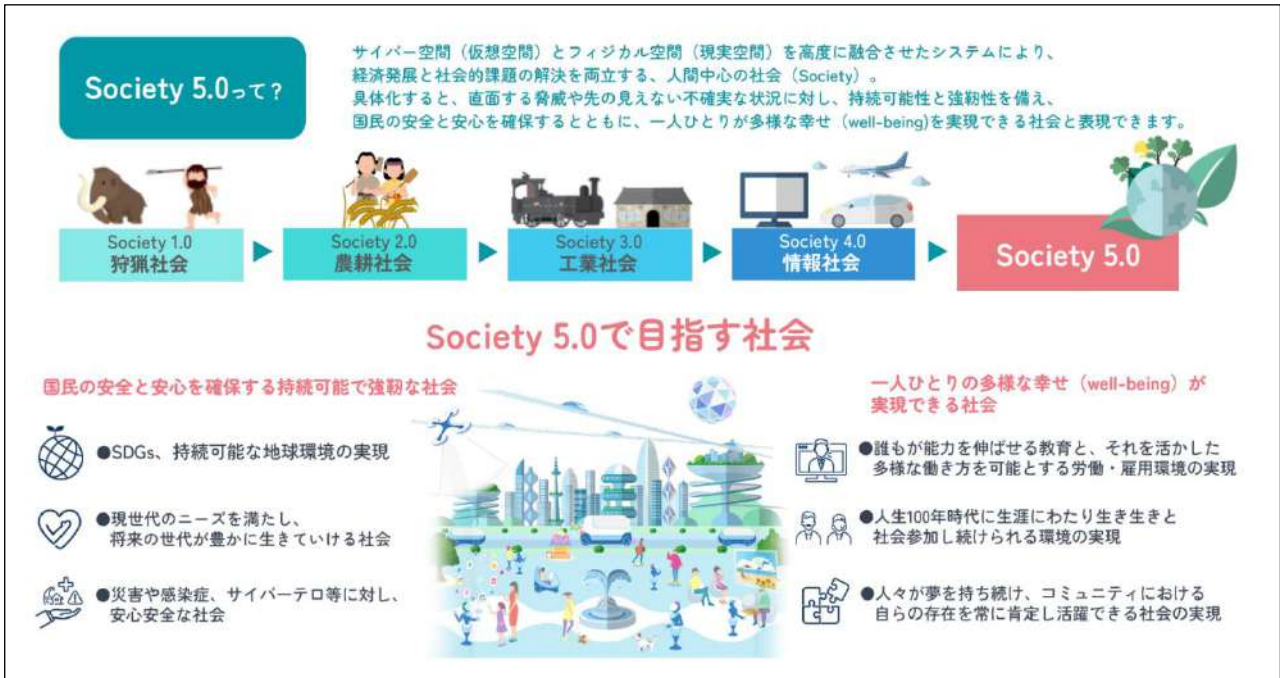 Society 5.0って？
サイバー空間（仮想空間）とフィジカル空間（現実空間）を高度に融合させたシステムにより、
経済発展と社会的課題の解決を両立する、人間中心の社会（Society）。
具体化すると、直面する脅威や先の見えない不確実な状況に対し、持続可能性と強靭性を備え、
国民の安全と安心を確保するとともに、一人ひとりが多様な幸せ（well-being)を実現できる社会と表現できます。
Society 1.0
狩猟社会
Society 2.0
農耕社会
Society 3.0
工業社会
Society 4.0
情報社会
Society 5.0
Society 5.0で目指す社会
国民の安全と安心を確保する持続可能で強靭な社会
●SDGs、持続可能な地球環境の実現
●現世代のニーズを満たし、
将来の世代が豊かに生きていける社会
●災害や感染症、サイバーテロ等に対し、
安心安全な社会
一人ひとりの多様な幸せ（well-being）が
実現できる社会
●誰もが能力を伸ばせる教育と、それを活かした
多様な働き方を可能とする労働・雇用環境の実現
●人生100年時代に生涯にわたり生き生きと
社会参加し続けられる環境の実現
●人々が夢を持ち続け、コミュニティにおける
自らの存在を常に肯定し活躍できる社会の実現